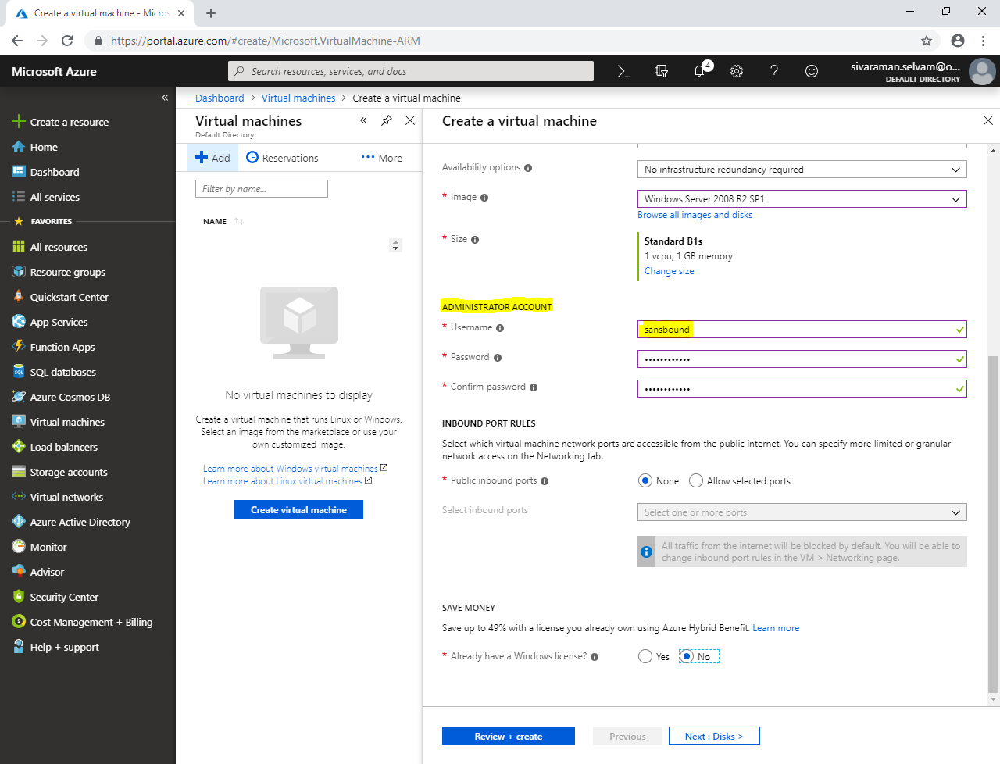 Create a virtual machine - Micros
https://portal.azure.com/#create/Microsoft.VirtualMachine-ARM
Microsoft Azure
Search resources, services, and docs
4
sivaraman.selvam@o...
DEFAULT DIRECTORY
Create a resource
Home
Dashboard
All services
FAVORITES
All resources
Resource groups
Quickstart Center
App Services
Function Apps
SQL databases
Azure Cosmos DB
Virtual machines
Load balancers
Storage accounts
Virtual networks
Azure Active Directory
Monitor
Advisor
Security Center
Cost Management + Billing
Help + support
Dashboard > Virtual machines > Create a virtual machine
Virtual machines
Default Directory
Add
Reservations
More
Filter by name...
NAME
No virtual machines to display
Create a virtual machine that runs Linux or Windows.
Select an image from the marketplace or use your
own customized image.
Learn more about Windows virtual machines
Learn more about Linux virtual machines
Create virtual machine
Create a virtual machine
Availability options
No infrastructure redundancy required
* Image
Windows Server 2008 R2 SP1
Browse all images and disks
* Size
Standard B1s
1 vcpu, 1 GB memory
Change size
ADMINISTRATOR ACCOUNT
* Username
sansbound
* Password
••••••••••••
* Confirm password
••••••••••••
INBOUND PORT RULES
Select which virtual machine network ports are accessible from the public internet. You can specify more limited or granular
network access on the Networking tab.
* Public inbound ports
None
Allow selected ports
Select inbound ports
Select one or more ports
All traffic from the internet will be blocked by default. You will be able to
change inbound port rules in the VM > Networking page.
SAVE MONEY
Save up to 49% with a license you already own using Azure Hybrid Benefit. Learn more
* Already have a Windows license?
Yes
No
Review + create
Previous
Next : Disks >